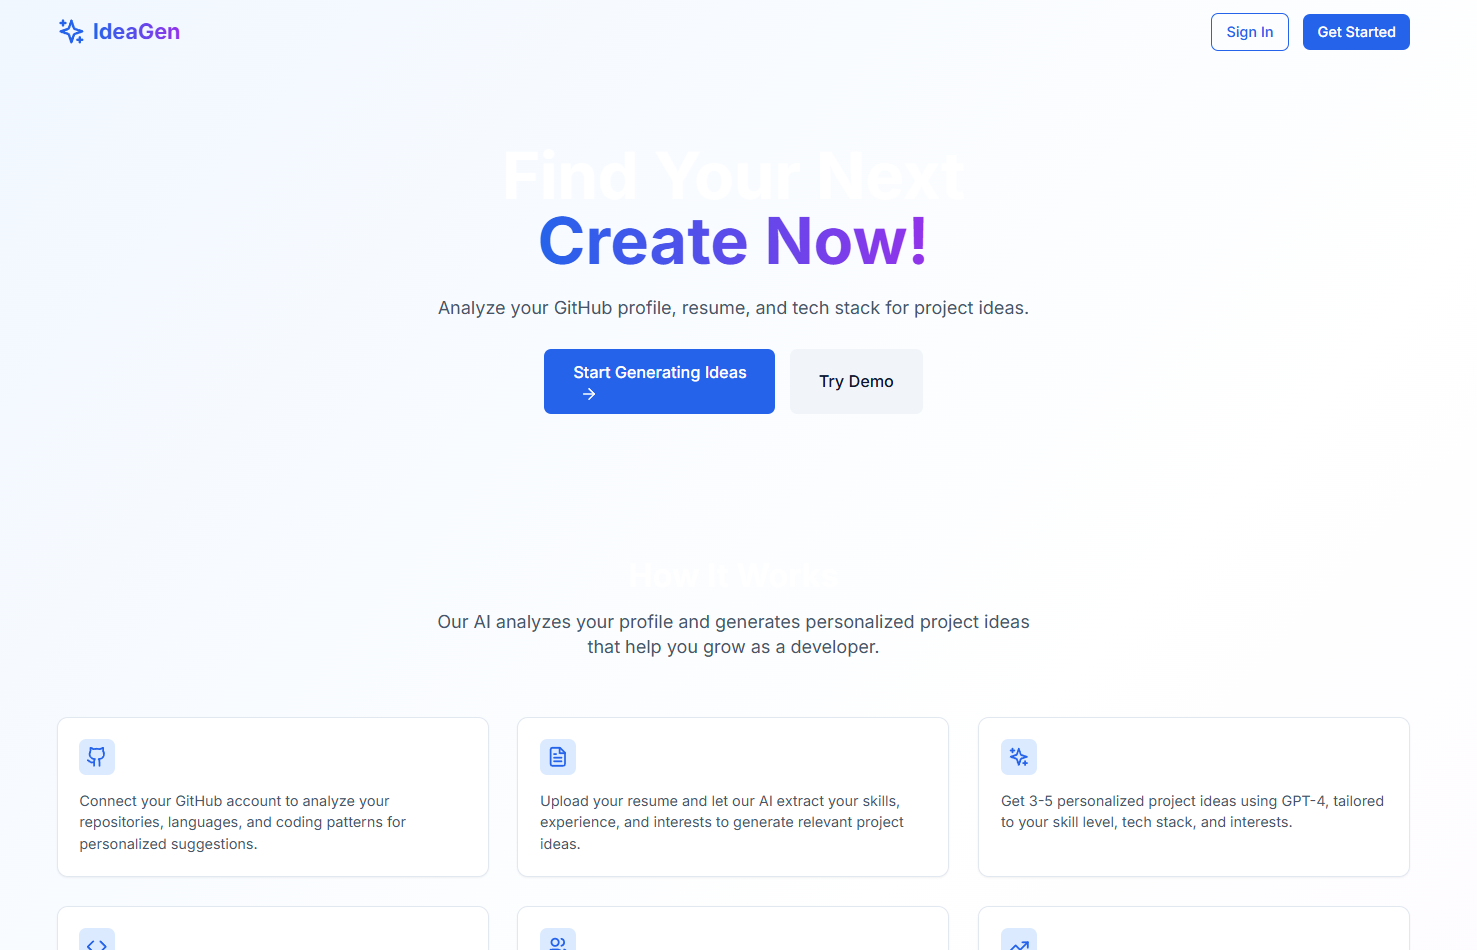 IdeaGen
Sign In
Get Started
Find Your Next
Create Now!
Analyze your GitHub profile, resume, and tech stack for project ideas.
Start Generating Ideas
Try Demo
How It Works
Our AI analyzes your profile and generates personalized project ideas
that help you grow as a developer.
Connect your GitHub account to analyze your
repositories, languages, and coding patterns for
personalized suggestions.
Upload your resume and let our AI extract your skills,
experience, and interests to generate relevant project
ideas.
Get 3-5 personalized project ideas using GPT-4, tailored
to your skill level, tech stack, and interests.